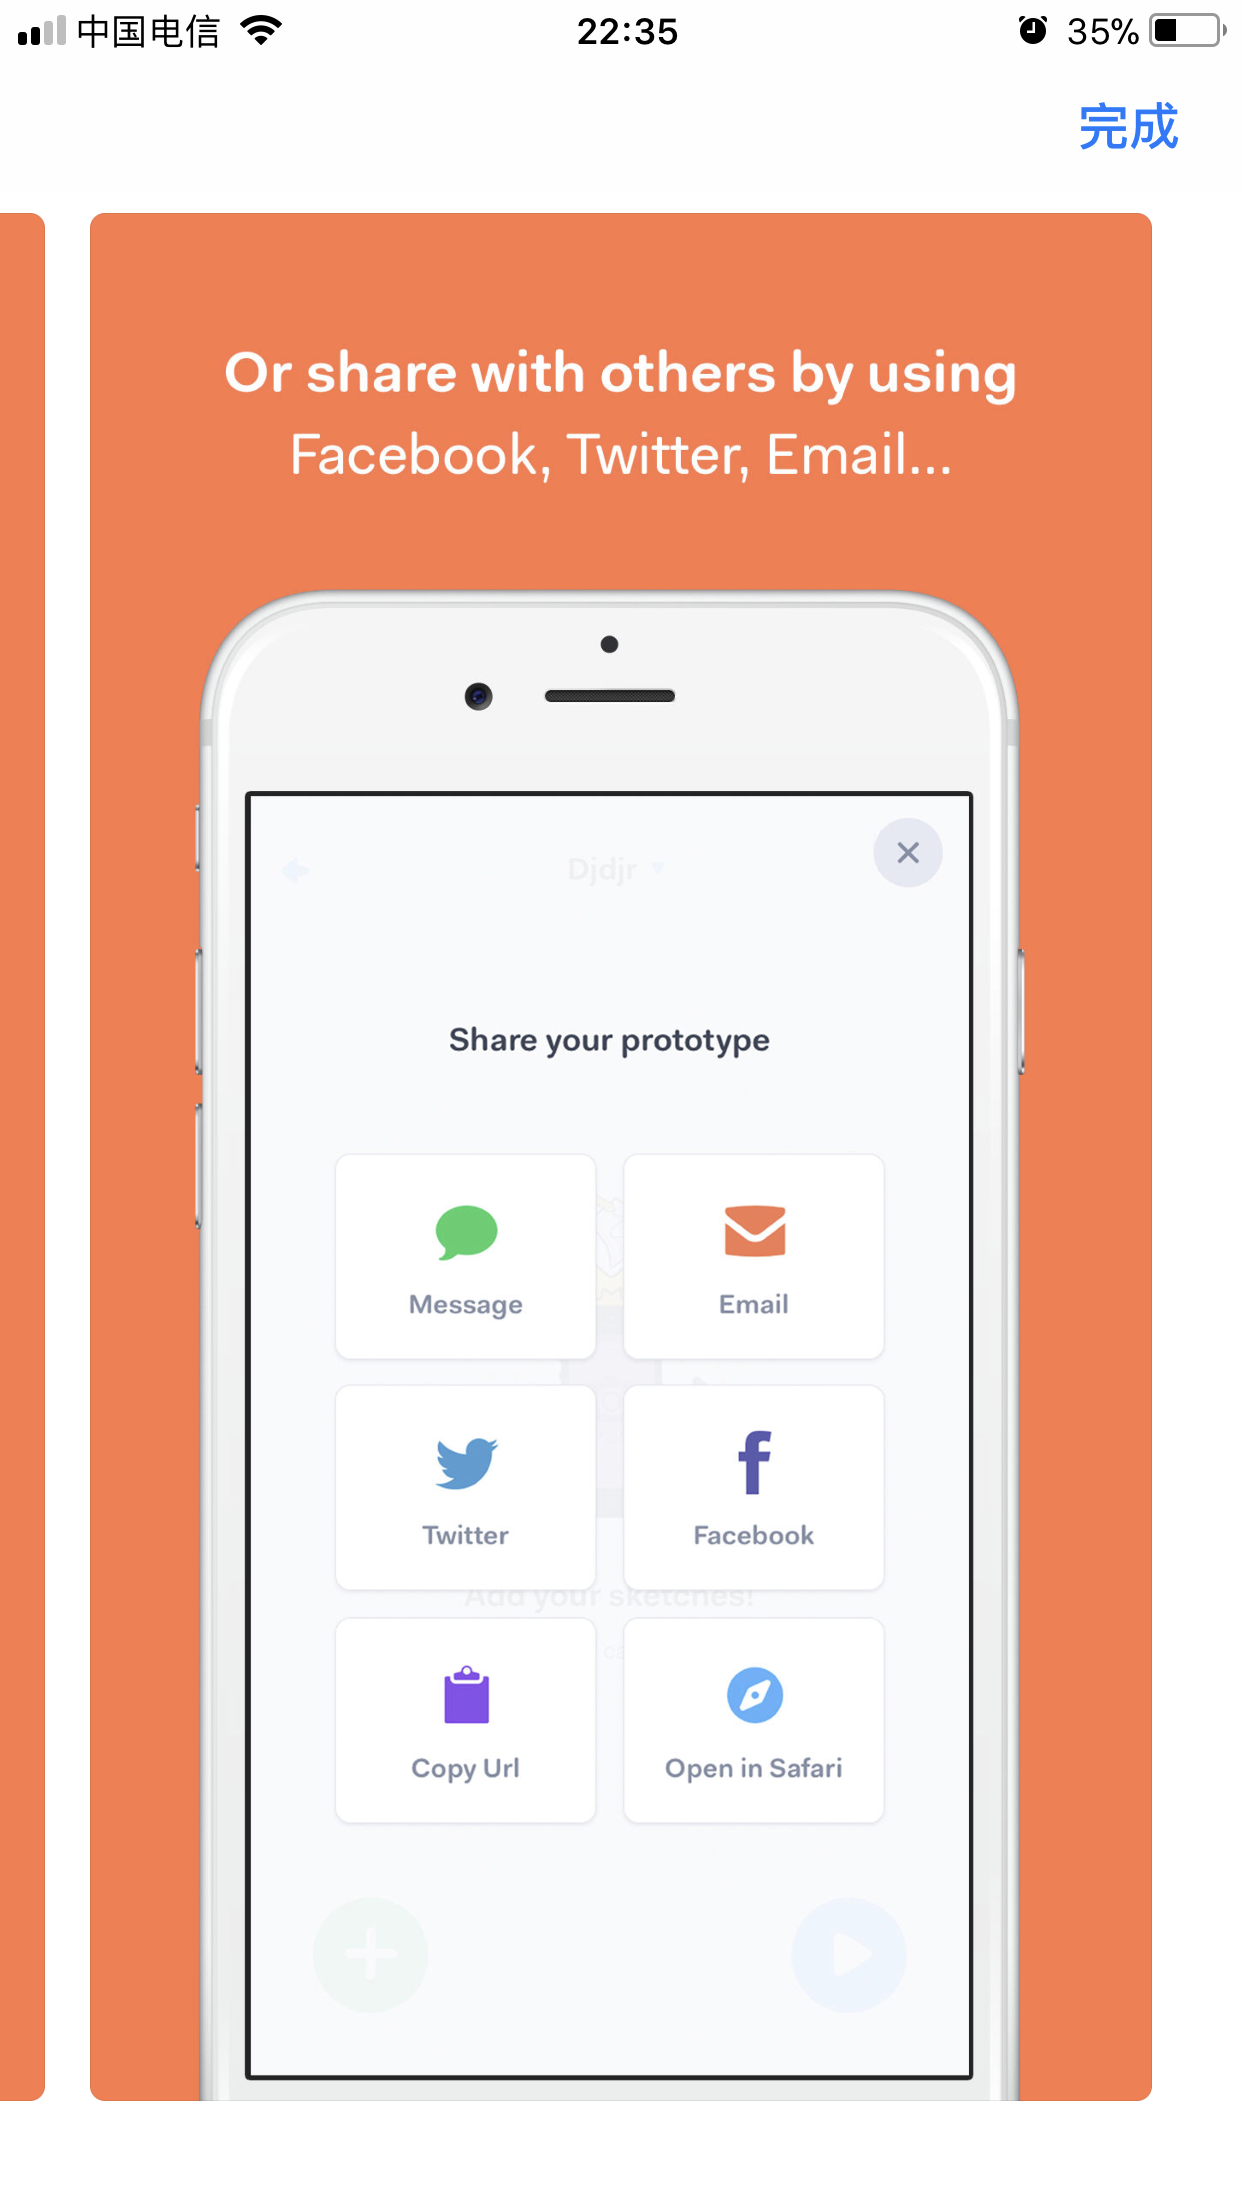 中国电信
22:35
35%
完成
Or share with others by using
Facebook, Twitter, Email...
Djdjr
Share your prototype
Message
Email
Twitter
Facebook
Add your sketches!
Copy Url
Open in Safari